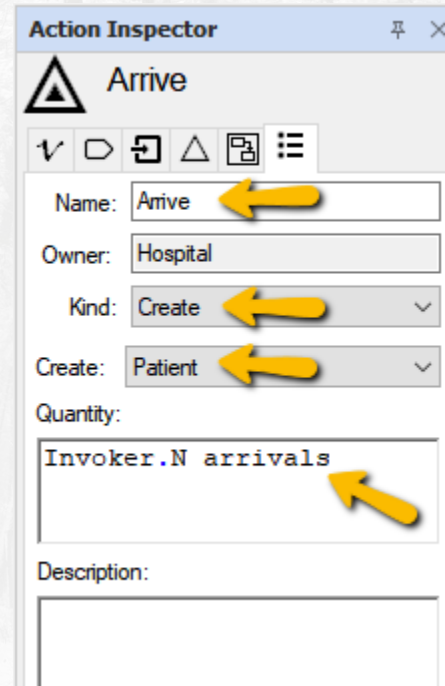 Action Inspector
Arrive
Name: Arrive
Owner: Hospital
Kind: Create
Create: Patient
Quantity:
Invoker.N arrivals
Description: